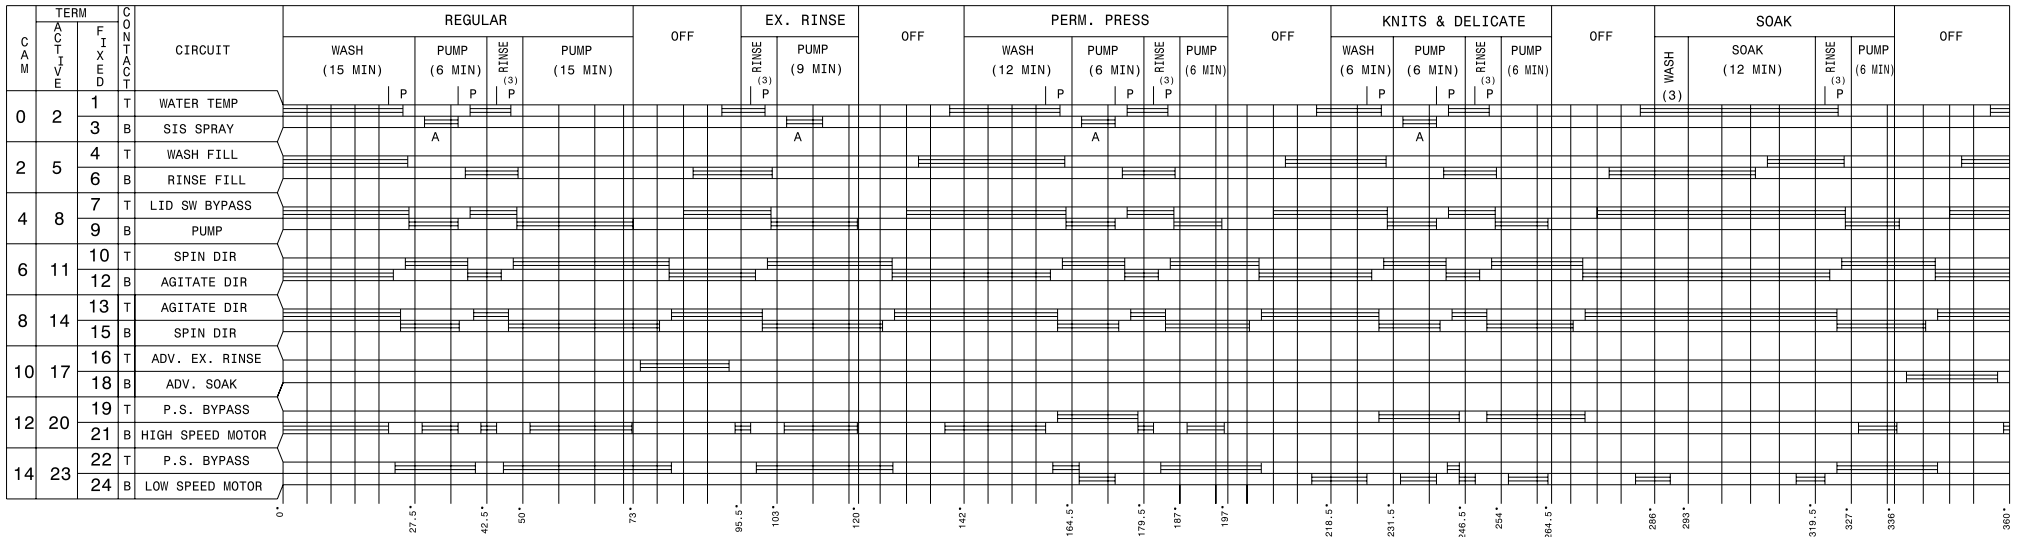 TERM
CAM
ACTIVE
FIXED
CONTACT
CIRCUIT
REGULAR
OFF
EX. RINSE
OFF
PERM. PRESS
OFF
KNITS & DELICATE
OFF
SOAK
OFF
WASH (15 MIN)
PUMP (6 MIN)
RINSE (3)
PUMP (15 MIN)
RINSE (3)
PUMP (9 MIN)
WASH (12 MIN)
PUMP (6 MIN)
RINSE (3)
PUMP (6 MIN)
WASH (6 MIN)
PUMP (6 MIN)
RINSE (3)
PUMP (6 MIN)
WASH (3)
SOAK (12 MIN)
RINSE (3)
PUMP (6 MIN)
P P P P P P P P P P P
0 2 1 T WATER TEMP
3 B SIS SPRAY
A A A A
2 5 4 T WASH FILL
6 B RINSE FILL
4 8 7 T LID SW BYPASS
9 B PUMP
6 11 10 T SPIN DIR
12 B AGITATE DIR
8 14 13 T AGITATE DIR
15 B SPIN DIR
10 17 16 T ADV. EX. RINSE
18 B ADV. SOAK
12 20 19 T P.S. BYPASS
21 B HIGH SPEED MOTOR
14 23 22 T P.S. BYPASS
24 B LOW SPEED MOTOR
0° 27.5° 42.5° 50° 73° 95.5° 103° 120° 142° 164.5° 179.5° 187° 197° 218.5° 231.5° 246.5° 254° 264.5° 286° 293° 319.5° 327° 336° 360°